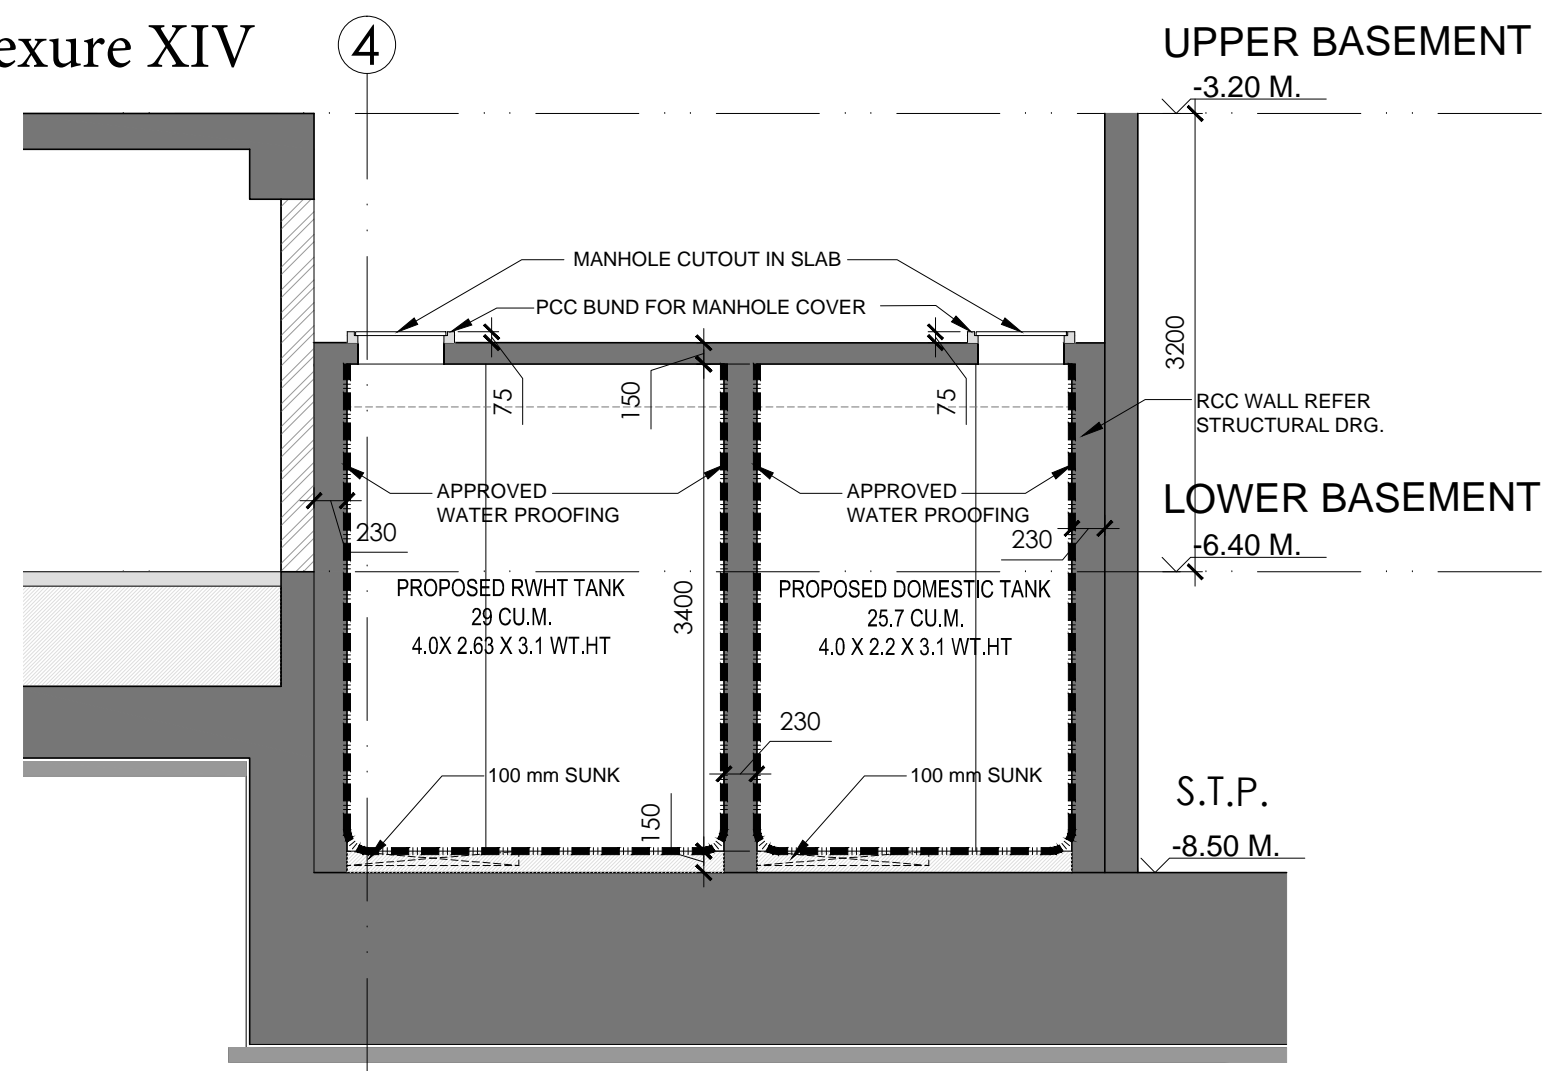 exure XIV
4
UPPER BASEMENT
-3.20 M.
MANHOLE CUTOUT IN SLAB
PCC BUND FOR MANHOLE COVER
75
150
75
3200
RCC WALL REFER
STRUCTURAL DRG.
APPROVED
WATER PROOFING
APPROVED
WATER PROOFING
LOWER BASEMENT
-6.40 M.
230
230
PROPOSED RWHT TANK
29 CU.M.
4.0X 2.63 X 3.1 WT.HT
3400
PROPOSED DOMESTIC TANK
25.7 CU.M.
4.0 X 2.2 X 3.1 WT.HT
230
100 mm SUNK
100 mm SUNK
150
S.T.P.
-8.50 M.